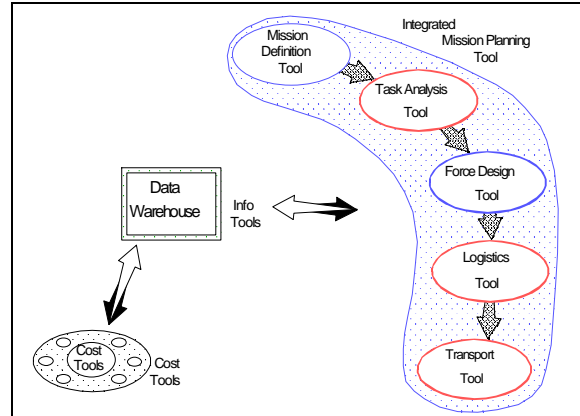 Mission
Definition
Tool
Integrated
Mission Planning
Tool
Task Analysis
Tool
Force Design
Tool
Data
Warehouse
Info
Tools
Logistics
Tool
Cost
Tools
Cost
Tools
Transport
Tool